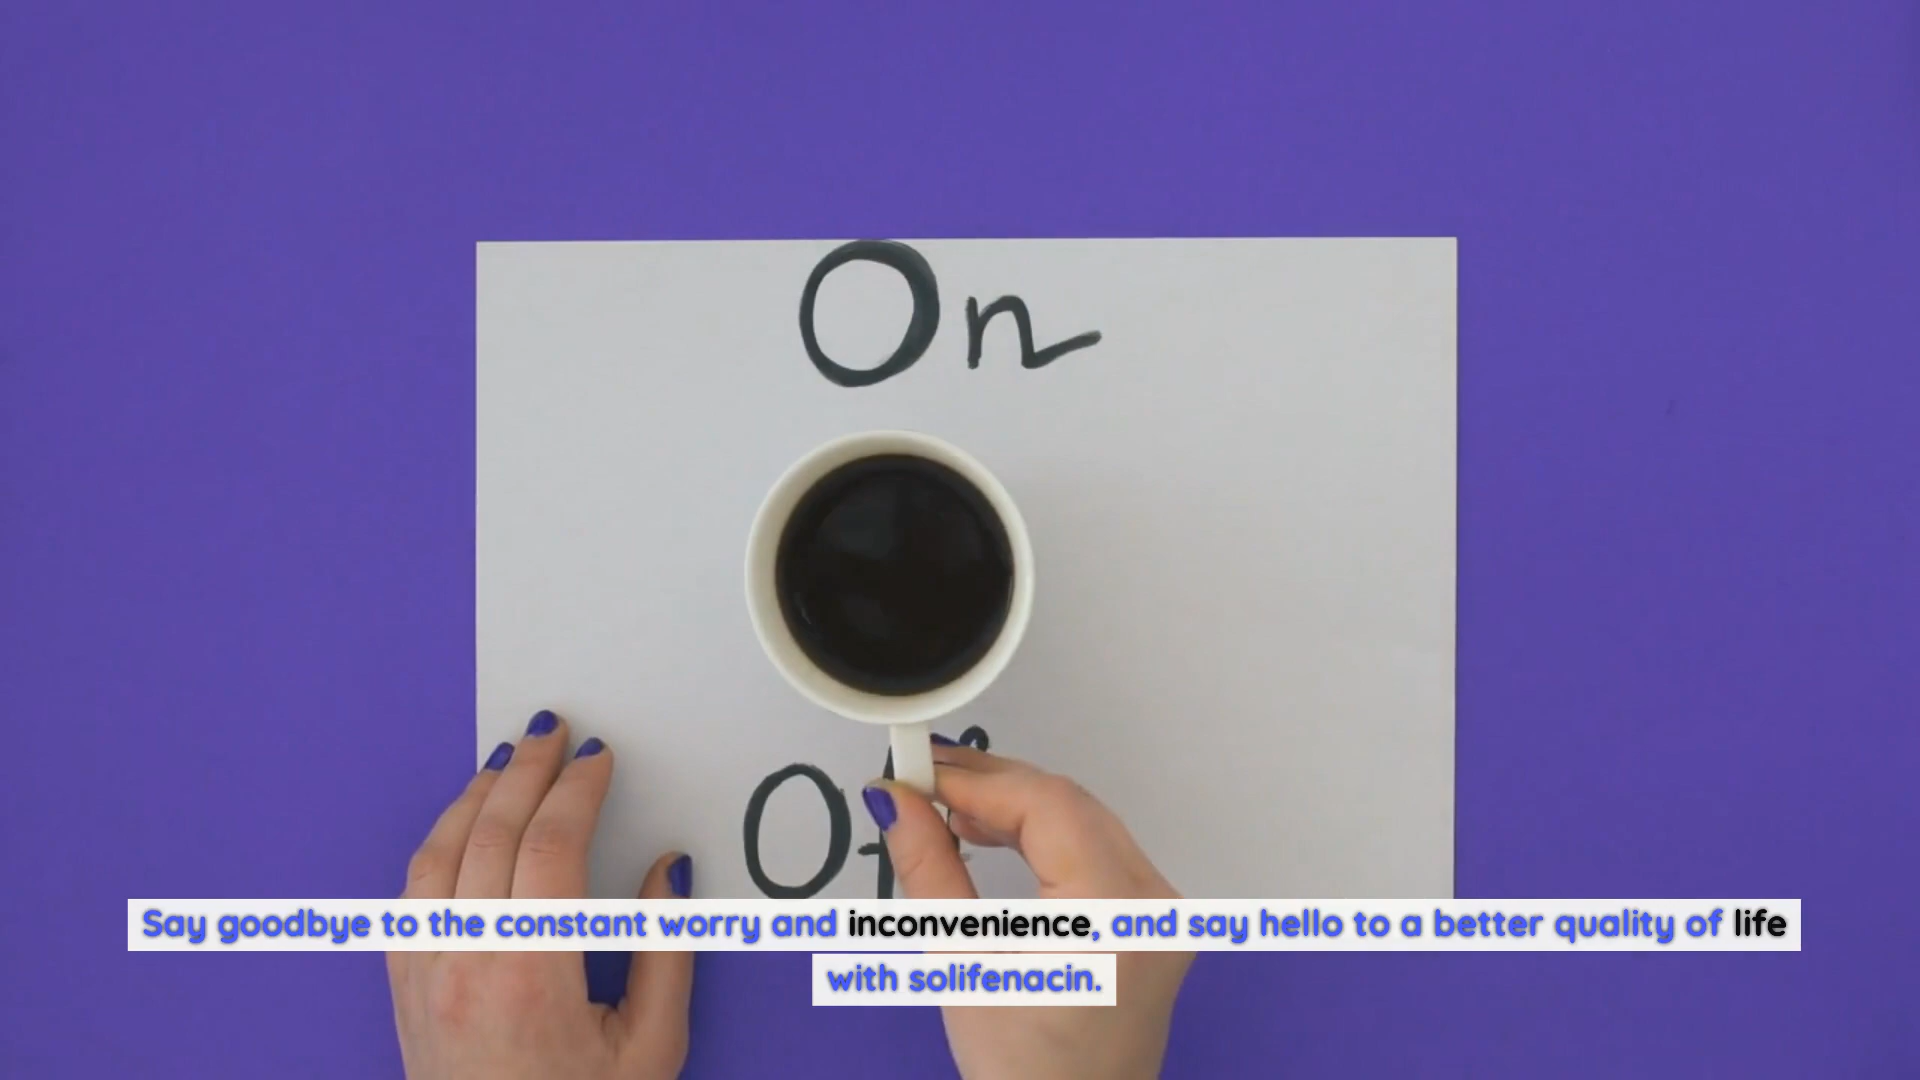 On
Off
Say goodbye to the constant worry and inconvenience, and say hello to a better quality of life
with solifenacin.